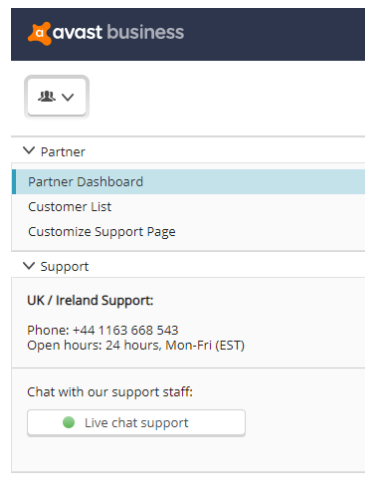 avast business
Partner
Partner Dashboard
Customer List
Customize Support Page
Support
UK / Ireland Support:
Phone: +44 1163 668 543
Open hours: 24 hours, Mon-Fri (EST)
Chat with our support staff:
Live chat support